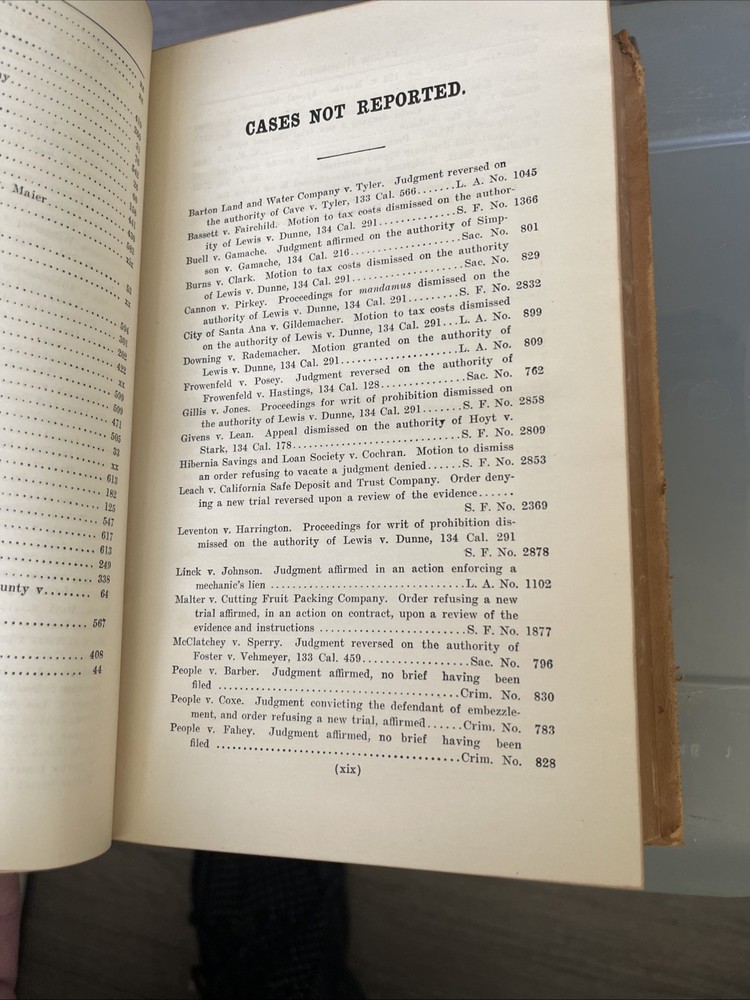 Maier
unty v........ 64
567
408
44
CASES NOT REPORTED.
Barton Land and Water Company v. Tyler. Judgment reversed on
the authority of Cave v. Tyler, 133 Cal. 566.......L. A. No. 1045
Bassett v. Fairchild. Motion to tax costs dismissed on the author-
ity of Lewis v. Dunne, 134 Cal. 291.............S. F. No. 1366
Buell v. Gamache. Judgment affirmed on the authority of Simp-
son v. Gamache, 134 Cal. 216...................Sac. No. 801
Burns v. Clark. Motion to tax costs dismissed on the authority
of Lewis v. Dunne, 134 Cal. 291...................Sac. No. 829
Cannon v. Pirkey. Proceedings for mandamus dismissed on the
authority of Lewis v. Dunne, 134 Cal. 291.........S. F. No. 2832
City of Santa Ana v. Gildemacher. Motion to tax costs dismissed
on the authority of Lewis v. Dunne, 134 Cal. 291...L. A. No. 899
Downing v. Rademacher. Motion granted on the authority of
Lewis v. Dunne, 134 Cal. 291....................L. A. No. 809
Frowenfeld v. Posey. Judgment reversed on the authority of
Frowenfeld v. Hastings, 134 Cal. 128..............Sac. No. 762
Gillis v. Jones. Proceedings for writ of prohibition dismissed on
the authority of Lewis v. Dunne, 134 Cal. 291.......S. F. No. 2858
Givens v. Lean. Appeal dismissed on the authority of Hoyt v.
Stark, 134 Cal. 178.............................S. F. No. 2809
Hibernia Savings and Loan Society v. Cochran. Motion to dismiss
an order refusing to vacate a judgment denied......S. F. No. 2853
Leach v. California Safe Deposit and Trust Company. Order deny-
ing a new trial reversed upon a review of the evidence......
S. F. No. 2369
Leventon v. Harrington. Proceedings for writ of prohibition dis-
missed on the authority of Lewis v. Dunne, 134 Cal. 291
S. F. No. 2878
Linck v. Johnson. Judgment affirmed in an action enforcing a
mechanic's lien .................................L. A. No. 1102
Malter v. Cutting Fruit Packing Company. Order refusing a new
trial affirmed, in an action on contract, upon a review of the
evidence and instructions .........................S. F. No. 1877
McClatchey v. Sperry. Judgment reversed on the authority of
Foster v. Vehmeyer, 133 Cal. 459..................Sac. No. 796
People v. Barber. Judgment affirmed, no brief having been
filed .........................................Crim. No. 830
People v. Coxe. Judgment convicting the defendant of embezzle-
ment, and order refusing a new trial, affirmed......Crim. No. 783
People v. Fahey. Judgment affirmed, no brief having been
filed .........................................Crim. No. 828
(xix)